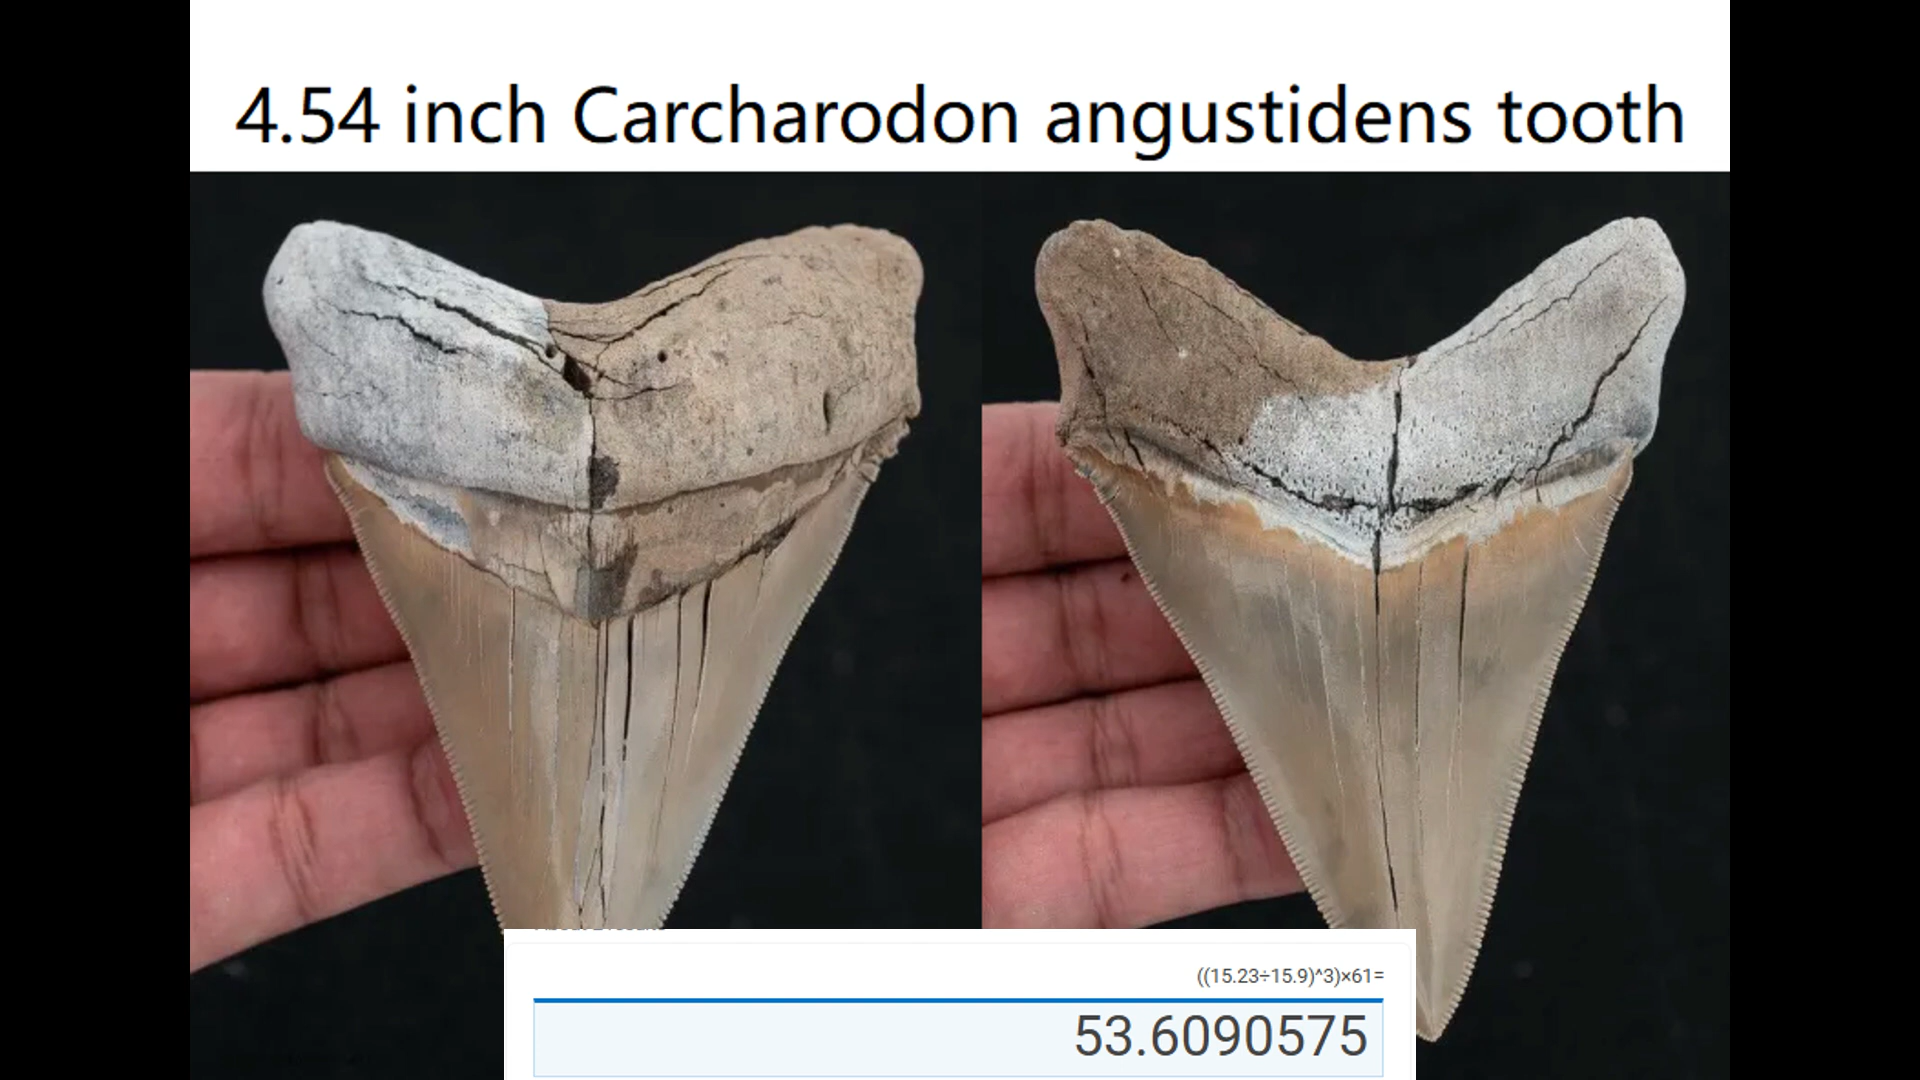 4.54 inch Carcharodon angustidens tooth
((15.23÷15.9)^3)×61=
53.6090575